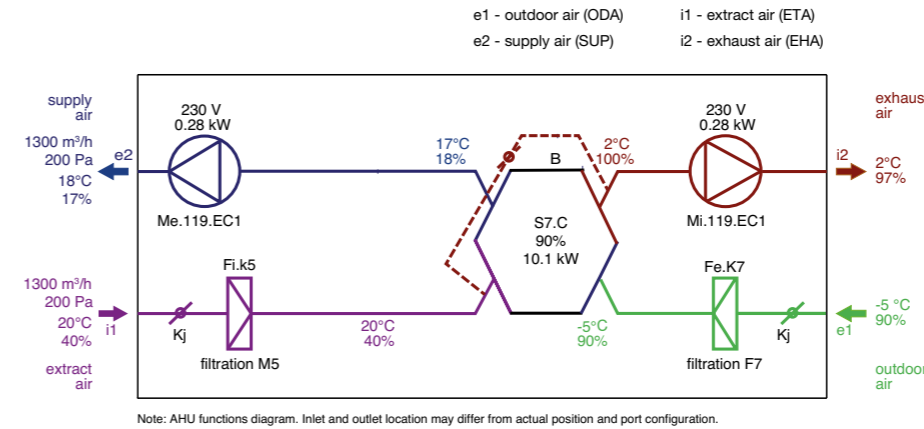 e1 - outdoor air (ODA) i1 - extract air (ETA)
e2 - supply air (SUP) i2 - exhaust air (EHA)
supply
air
1300 m³/h
200 Pa
e2
18°C
17%
230 V
0.28 kW
Me.119.EC1
17°C
18%
B
2°C
100%
230 V
0.28 kW
Mi.119.EC1
exhaus
air
i2
2°C
97%
S7.C
90%
10.1 kW
1300 m³/h
200 Pa
20°C
40%
i1
Kj
Fi.k5
filtration M5
20°C
40%
-5°C
90%
Fe.K7
filtration F7
Kj
e1
-5°C
90%
extract
air
outdoor
air
Note: AHU functions diagram. Inlet and outlet location may differ from actual position and port configuration.